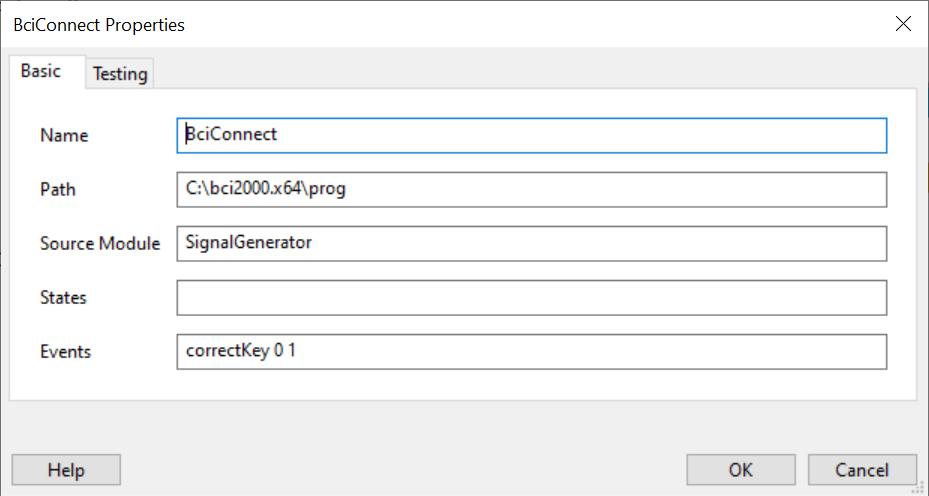 BciConnect Properties
Basic
Testing
Name
BciConnect
Path
C:\bci2000.x64\prog
Source Module
SignalGenerator
States
Events
correctKey 0 1
Help
OK
Cancel